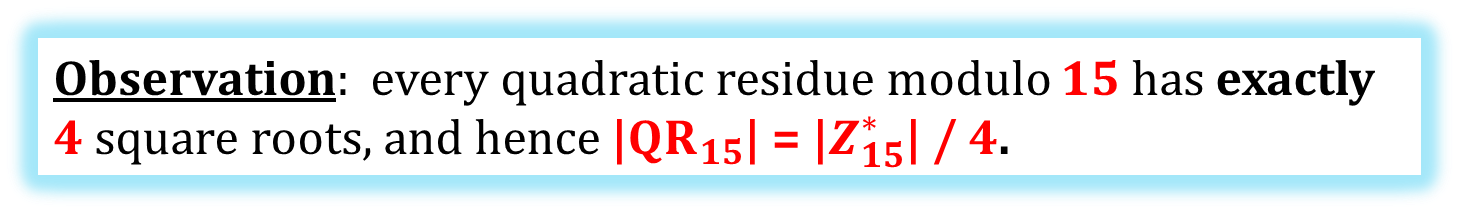 Observation: every quadratic residue modulo 15 has exactly
4 square roots, and hence |QR₁₅| = |Z*₁₅| / 4.